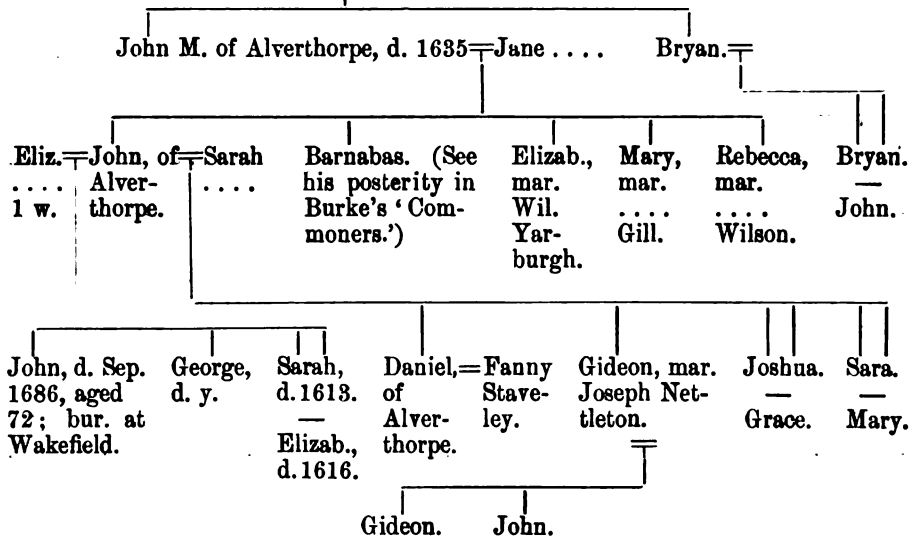 John M. of Alverthorpe, d. 1635=Jane .... Bryan.=
Eliz.=John, of=Sarah Barnabas. (See Elizab., Mary, Rebecca, Bryan.
.... Alver- .... his posterity in mar. mar. mar. —
1 w. thorpe. Burke's 'Com- Wil. .... .... John.
moners.') Yar- Gill. Wilson.
burgh.
John, d. Sep. George, Sarah, Daniel,=Fanny Gideon, mar. Joshua. Sara.
1686, aged d. y. d.1613. of Stave- Joseph Net- — —
72; bur. at — Alver- ley. tleton. Grace. Mary.
Wakefield. Elizab., thorpe. =
d.1616.
Gideon. John.